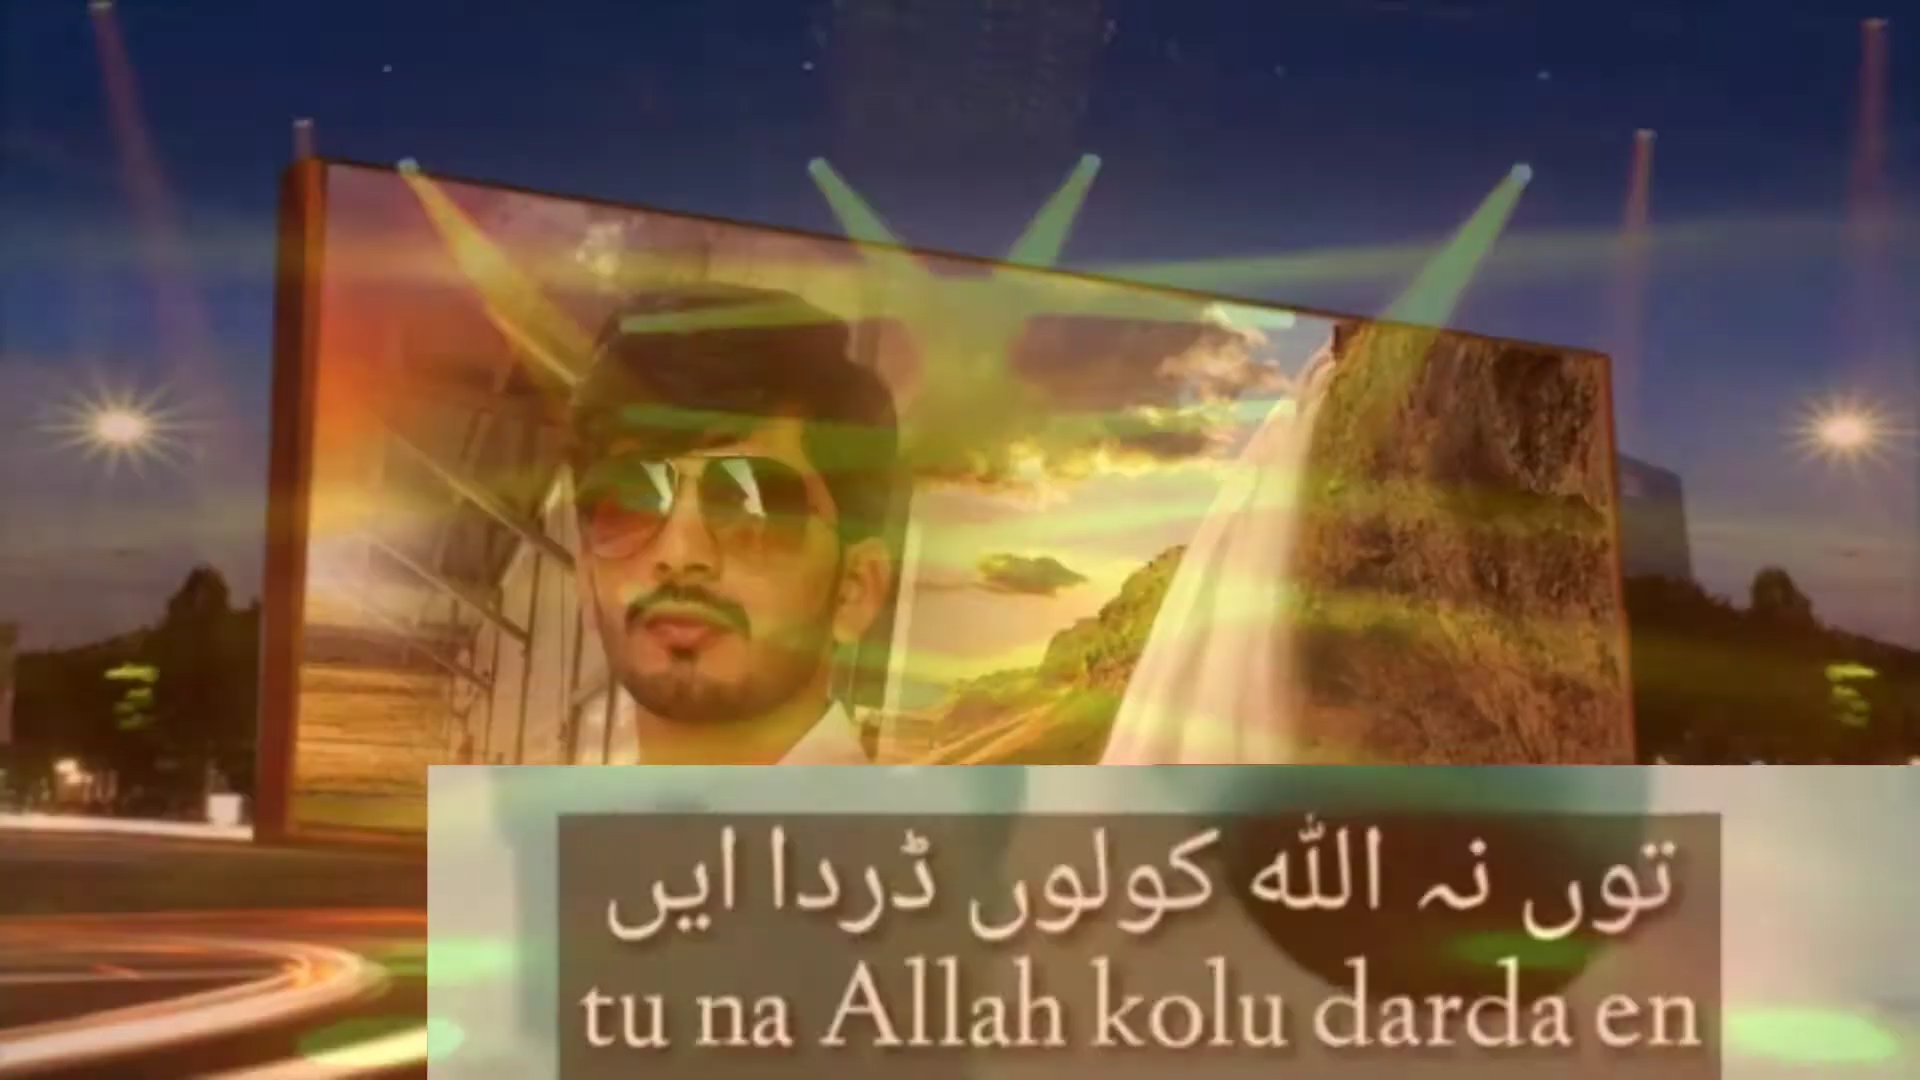 توں نہ اللہ کولوں ڈردا ایں
tu na Allah kolu darda en